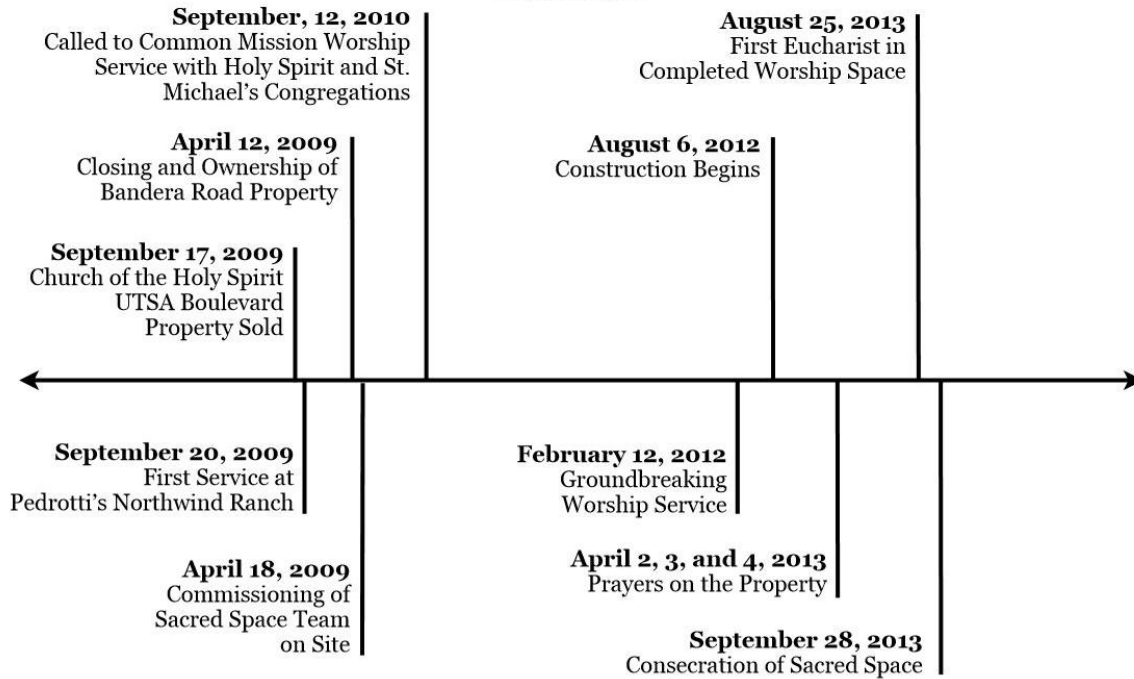 September, 12, 2010
Called to Common Mission Worship
Service with Holy Spirit and St.
Michael's Congregations
April 12, 2009
Closing and Ownership of
Bandera Road Property
September 17, 2009
Church of the Holy Spirit
UTSA Boulevard
Property Sold
August 25, 2013
First Eucharist in
Completed Worship Space
August 6, 2012
Construction Begins
September 20, 2009
First Service at
Pedrotti's Northwind Ranch
April 18, 2009
Commissioning of
Sacred Space Team
on Site
February 12, 2012
Groundbreaking
Worship Service
April 2, 3, and 4, 2013
Prayers on the Property
September 28, 2013
Consecration of Sacred Space